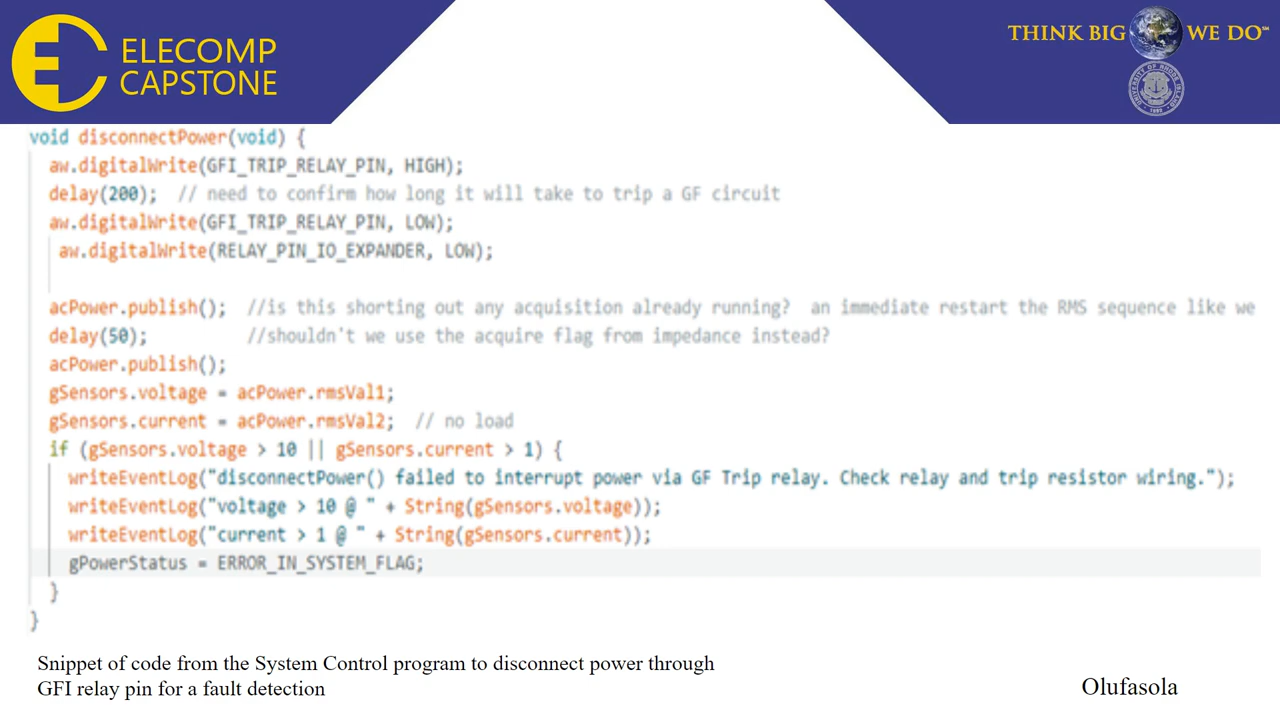 ELECOMP
CAPSTONE
THINK BIG WE DO℠
UNIVERSITY OF RHODE ISLAND
1892
void disconnectPower(void) {
aw.digitalWrite(GFI_TRIP_RELAY_PIN, HIGH);
delay(200);  // need to confirm how long it will take to trip a GF circuit
aw.digitalWrite(GFI_TRIP_RELAY_PIN, LOW);
aw.digitalWrite(RELAY_PIN_IO_EXPANDER, LOW);
acPower.publish();  //is this shorting out any acquisition already running?  an immediate restart the RMS sequence like we
delay(50);          //shouldn't we use the acquire flag from impedance instead?
acPower.publish();
gSensors.voltage = acPower.rmsVal1;
gSensors.current = acPower.rmsVal2;  // no load
if (gSensors.voltage > 10 || gSensors.current > 1) {
writeEventLog("disconnectPower() failed to interrupt power via GF Trip relay. Check relay and trip resistor wiring.");
writeEventLog("voltage > 10 @ " + String(gSensors.voltage));
writeEventLog("current > 1 @ " + String(gSensors.current));
gPowerStatus = ERROR_IN_SYSTEM_FLAG;
}
}
Snippet of code from the System Control program to disconnect power through
GFI relay pin for a fault detection
Olufasola